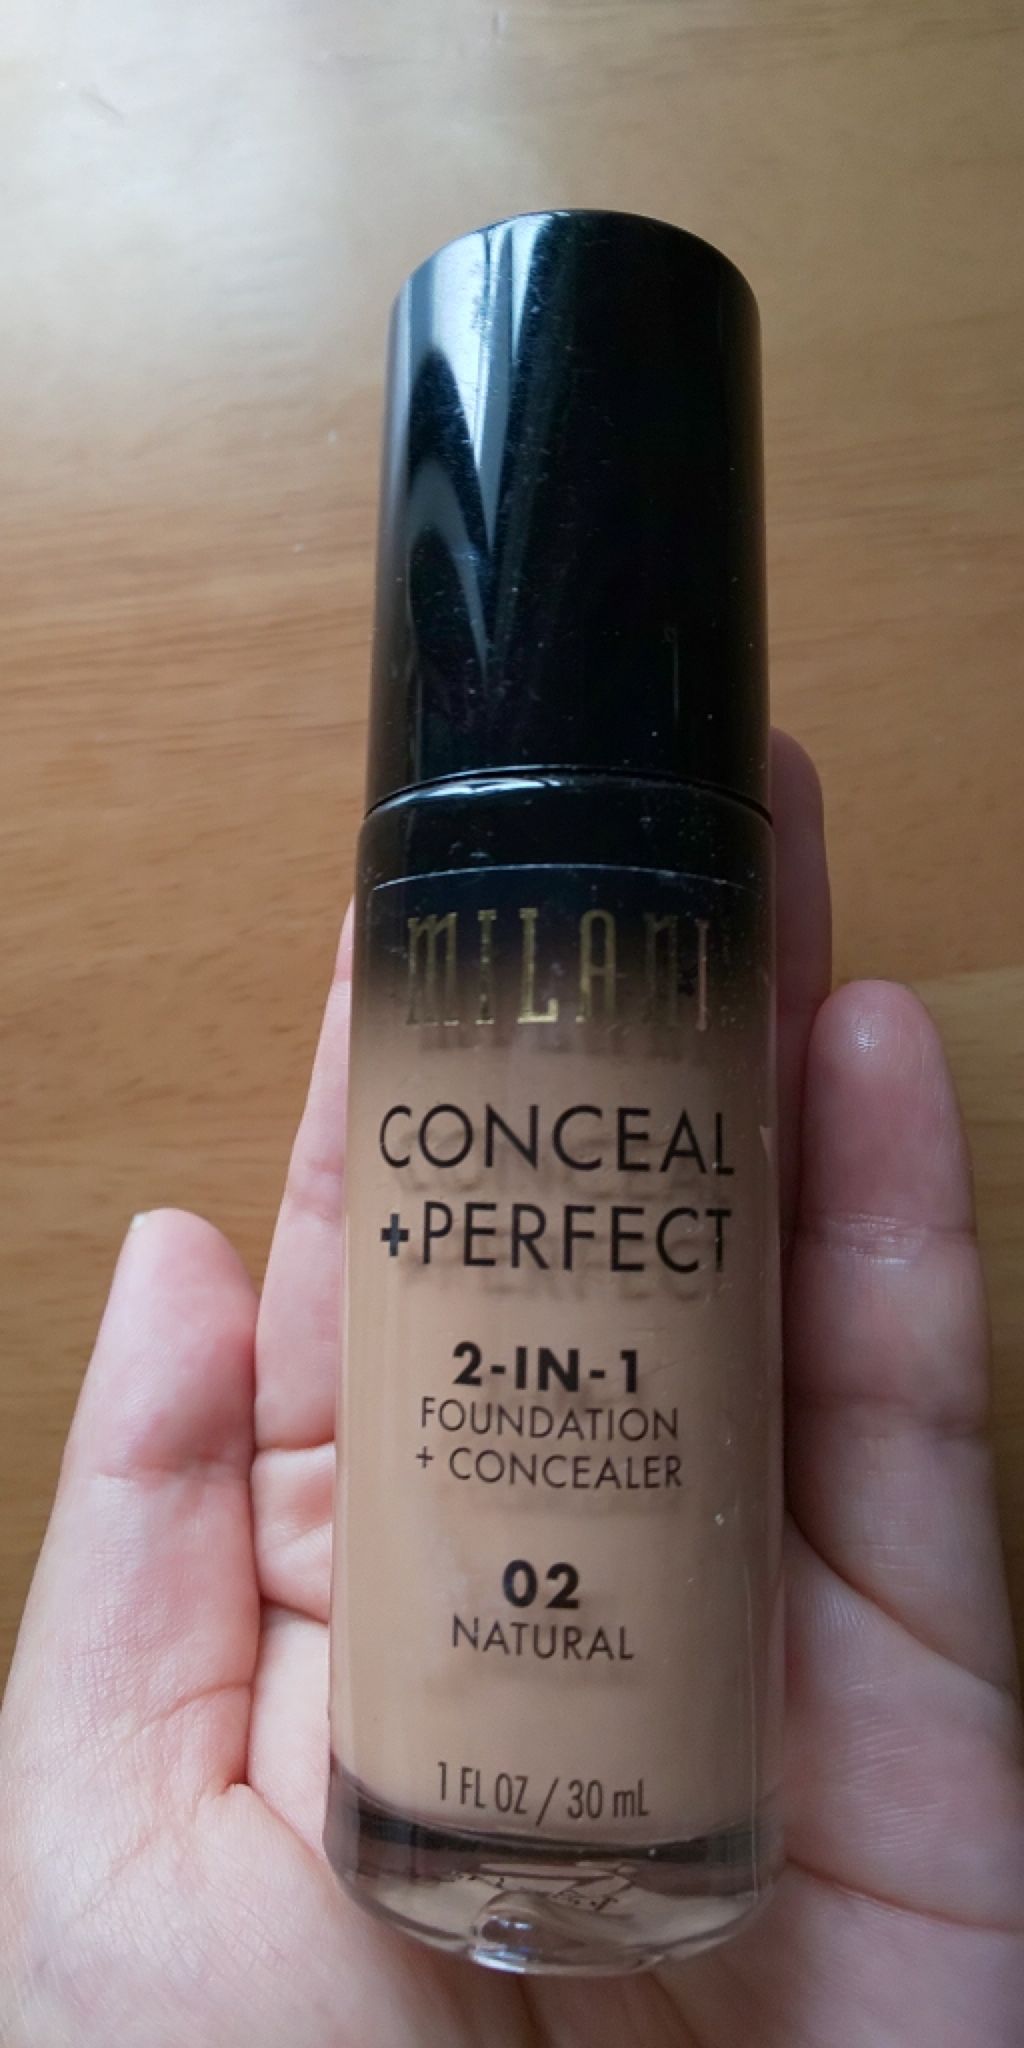 MILANI
CONCEAL
+PERFECT
2-IN-1
FOUNDATION
+ CONCEALER
02
NATURAL
1 FL OZ / 30 mL